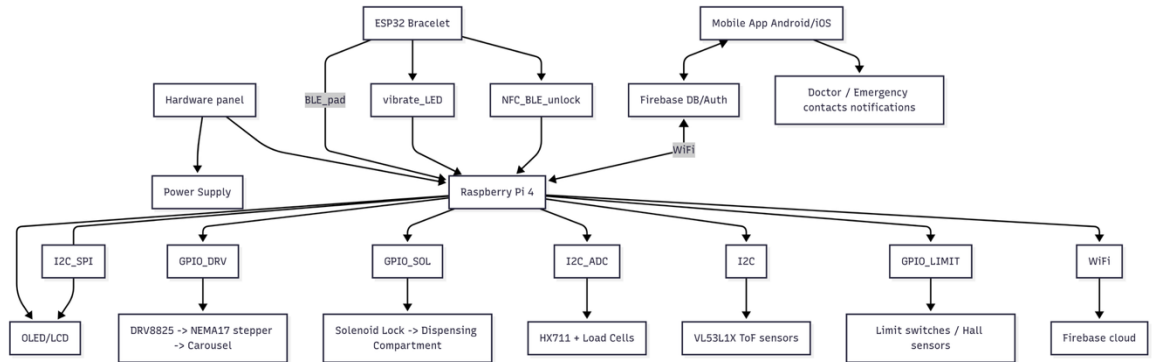 ESP32 Bracelet
Mobile App Android/iOS
Hardware panel
BLE_pad
vibrate_LED
NFC_BLE_unlock
Firebase DB/Auth
Doctor / Emergency
contacts notifications
WiFi
Power Supply
Raspberry Pi 4
I2C_SPI
GPIO_DRV
GPIO_SOL
I2C_ADC
I2C
GPIO_LIMIT
WiFi
OLED/LCD
DRV8825 -> NEMA17 stepper
-> Carousel
Solenoid Lock -> Dispensing
Compartment
HX711 + Load Cells
VL53L1X ToF sensors
Limit switches / Hall
sensors
Firebase cloud